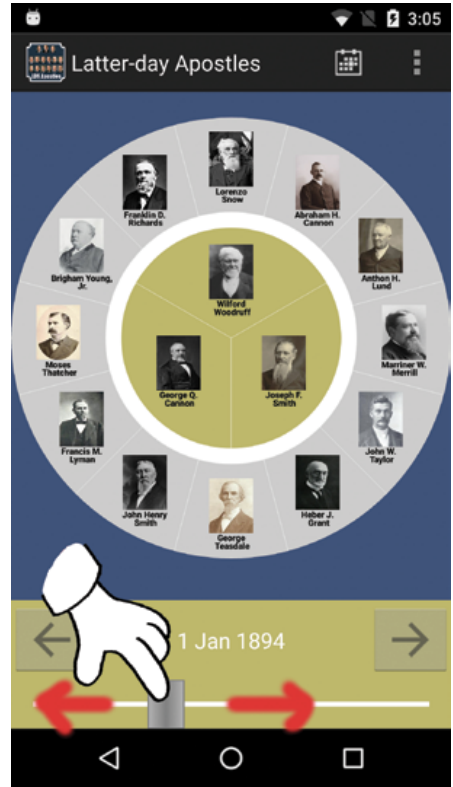 3:05
Latter-day Apostles
Lorenzo
Snow
Franklin D.
Richards
Abraham H.
Cannon
Brigham Young,
Jr.
Anthon H.
Lund
Wilford
Woodruff
Moses
Thatcher
Marriner W.
Merrill
George Q.
Cannon
Joseph F.
Smith
Francis M.
Lyman
John W.
Taylor
John Henry
Smith
Heber J.
Grant
George
Teasdale
1 Jan 1894